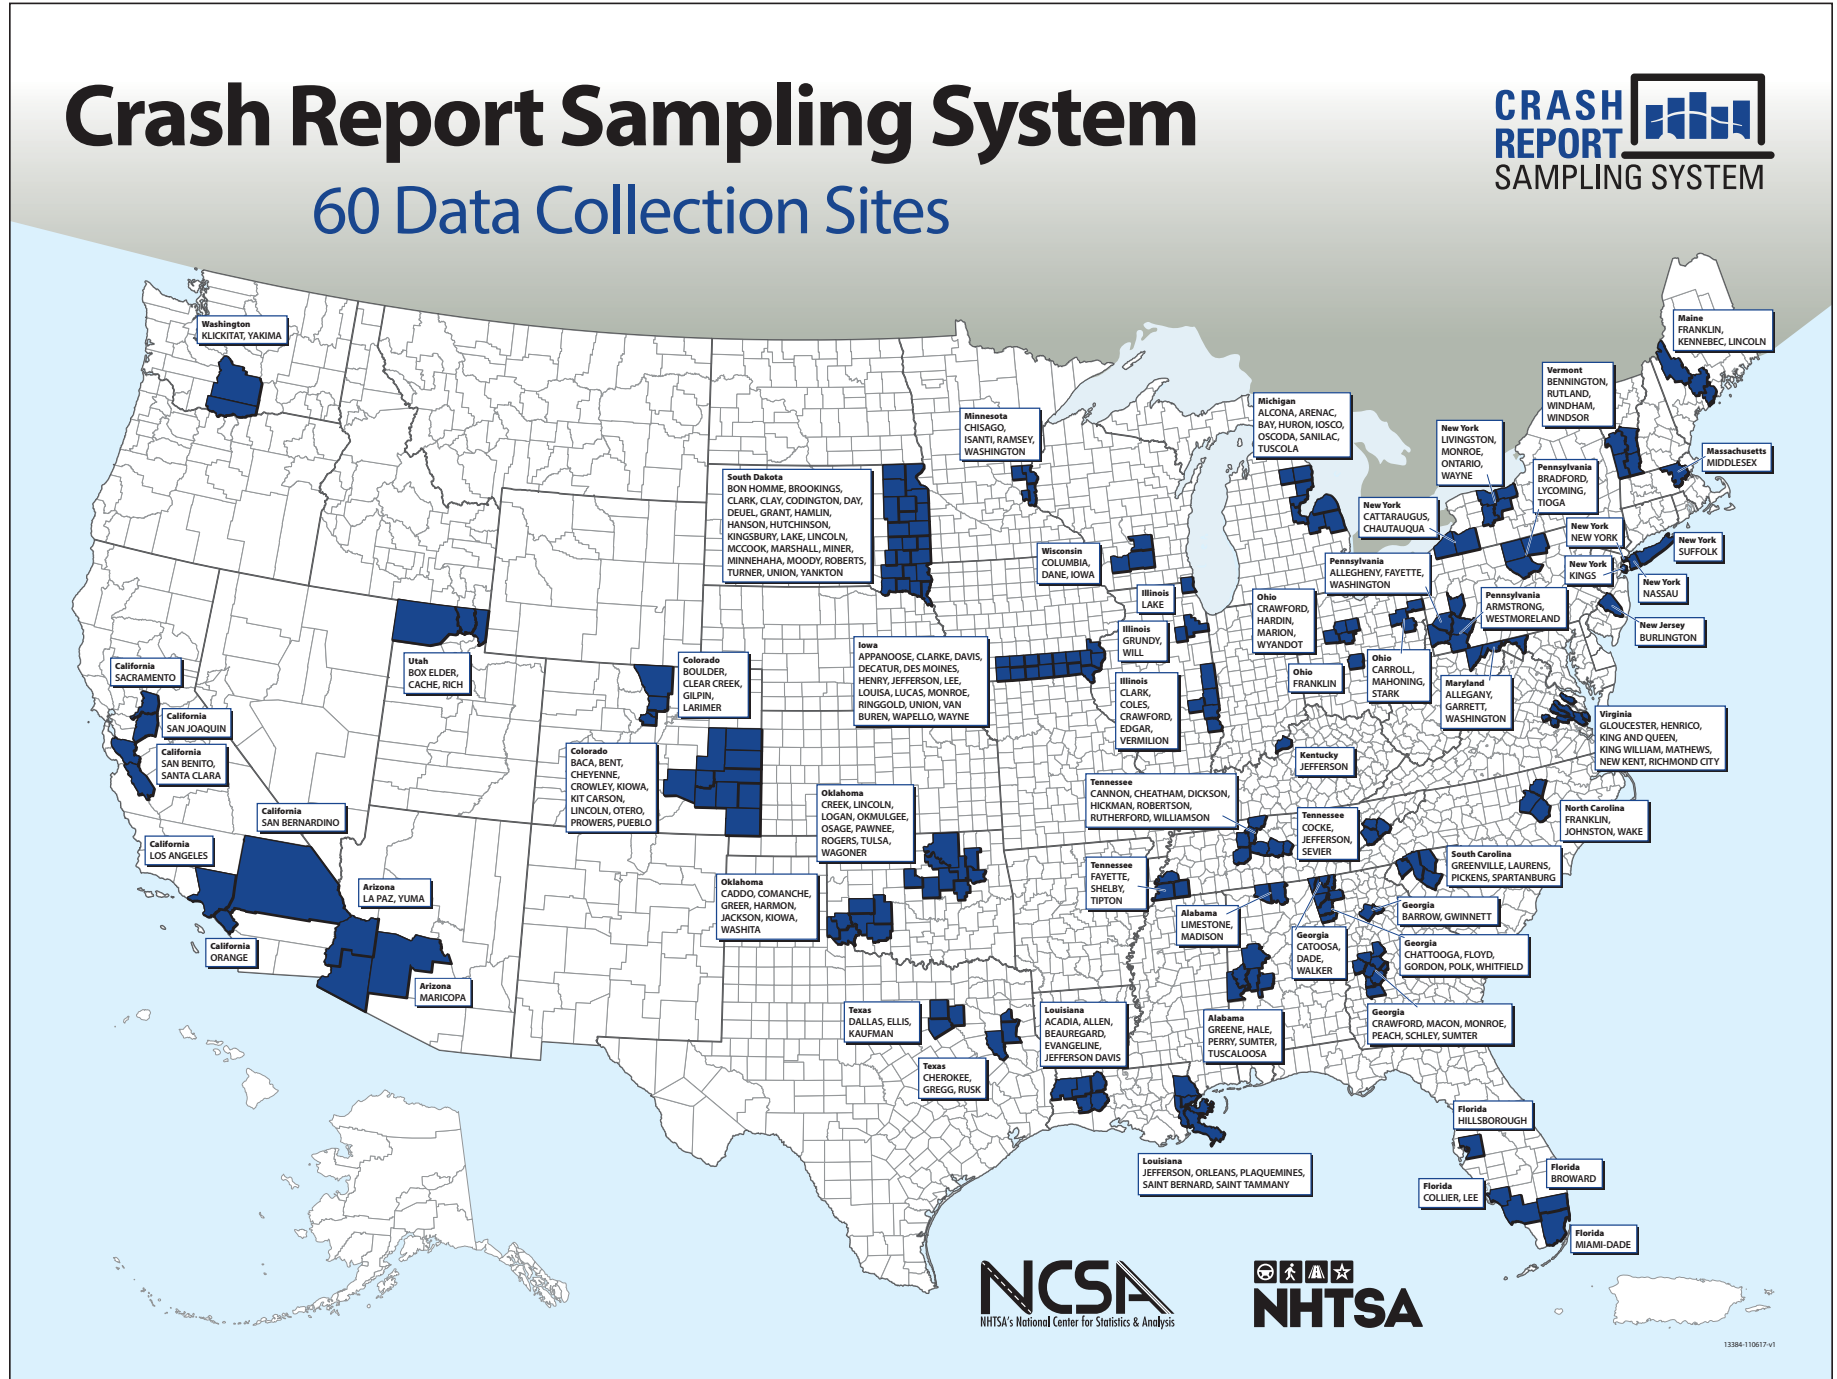 Crash Report Sampling System
60 Data Collection Sites
CRASH
REPORT
SAMPLING SYSTEM
Washington
KLICKITAT, YAKIMA
Maine
FRANKLIN,
KENNEBEC, LINCOLN
Vermont
BENNINGTON,
RUTLAND,
WINDHAM,
WINDSOR
Michigan
ALCONA, ARENAC,
BAY, HURON, IOSCO,
OSCODA, SANILAC,
TUSCOLA
Minnesota
CHISAGO,
ISANTI, RAMSEY,
WASHINGTON
New York
LIVINGSTON,
MONROE,
ONTARIO,
WAYNE
Massachusetts
MIDDLESEX
Pennsylvania
BRADFORD,
LYCOMING,
TIOGA
South Dakota
BON HOMME, BROOKINGS,
CLARK, CLAY, CODINGTON, DAY,
DEUEL, GRANT, HAMLIN,
HANSON, HUTCHINSON,
KINGSBURY, LAKE, LINCOLN,
MCCOOK, MARSHALL, MINER,
MINNEHAHA, MOODY, ROBERTS,
TURNER, UNION, YANKTON
New York
CATTARAUGUS,
CHAUTAUQUA
New York
NEW YORK
New York
SUFFOLK
Wisconsin
COLUMBIA,
DANE, IOWA
Pennsylvania
ALLEGHENY, FAYETTE,
WASHINGTON
New York
KINGS
New York
NASSAU
Illinois
LAKE
Ohio
CRAWFORD,
HARDIN,
MARION,
WYANDOT
Pennsylvania
ARMSTRONG,
WESTMORELAND
New Jersey
BURLINGTON
Illinois
GRUNDY,
WILL
Iowa
APPANOOSE, CLARKE, DAVIS,
DECATUR, DES MOINES,
HENRY, JEFFERSON, LEE,
LOUISA, LUCAS, MONROE,
RINGGOLD, UNION, VAN
BUREN, WAPELLO, WAYNE
Utah
BOX ELDER,
CACHE, RICH
Colorado
BOULDER,
CLEAR CREEK,
GILPIN,
LARIMER
California
SACRAMENTO
Ohio
FRANKLIN
Ohio
CARROLL,
MAHONING,
STARK
Illinois
CLARK,
COLES,
CRAWFORD,
EDGAR,
VERMILION
Maryland
ALLEGANY,
GARRETT,
WASHINGTON
California
SAN JOAQUIN
Virginia
GLOUCESTER, HENRICO,
KING AND QUEEN,
KING WILLIAM, MATHEWS,
NEW KENT, RICHMOND CITY
California
SAN BENITO,
SANTA CLARA
Colorado
BACA, BENT,
CHEYENNE,
CROWLEY, KIOWA,
KIT CARSON,
LINCOLN, OTERO,
PROWERS, PUEBLO
Kentucky
JEFFERSON
Tennessee
CANNON, CHEATHAM, DICKSON,
HICKMAN, ROBERTSON,
RUTHERFORD, WILLIAMSON
Oklahoma
CREEK, LINCOLN,
LOGAN, OKMULGEE,
OSAGE, PAWNEE,
ROGERS, TULSA,
WAGONER
California
SAN BERNARDINO
Tennessee
COCKE,
JEFFERSON,
SEVIER
North Carolina
FRANKLIN,
JOHNSTON, WAKE
California
LOS ANGELES
South Carolina
GREENVILLE, LAURENS,
PICKENS, SPARTANBURG
Tennessee
FAYETTE,
SHELBY,
TIPTON
Oklahoma
CADDO, COMANCHE,
GREER, HARMON,
JACKSON, KIOWA,
WASHITA
Arizona
LA PAZ, YUMA
Georgia
BARROW, GWINNETT
Alabama
LIMESTONE,
MADISON
California
ORANGE
Georgia
CATOOSA,
DADE,
WALKER
Georgia
CHATTOOGA, FLOYD,
GORDON, POLK, WHITFIELD
Arizona
MARICOPA
Texas
DALLAS, ELLIS,
KAUFMAN
Louisiana
ACADIA, ALLEN,
BEAUREGARD,
EVANGELINE,
JEFFERSON DAVIS
Alabama
GREENE, HALE,
PERRY, SUMTER,
TUSCALOOSA
Georgia
CRAWFORD, MACON, MONROE,
PEACH, SCHLEY, SUMTER
Texas
CHEROKEE,
GREGG, RUSK
Florida
HILLSBOROUGH
Louisiana
JEFFERSON, ORLEANS, PLAQUEMINES,
SAINT BERNARD, SAINT TAMMANY
Florida
BROWARD
Florida
COLLIER, LEE
Florida
MIAMI-DADE
NCSA
NHTSA's National Center for Statistics & Analysis
NHTSA
13384-110617-v1